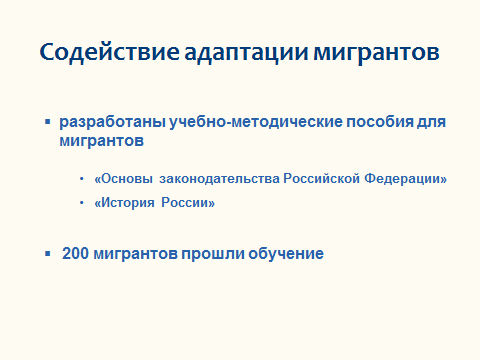 Содействие адаптации мигрантов
▪ разработаны учебно-методические пособия для
мигрантов
• «Основы законодательства Российской Федерации»
• «История России»
▪ 200 мигрантов прошли обучение